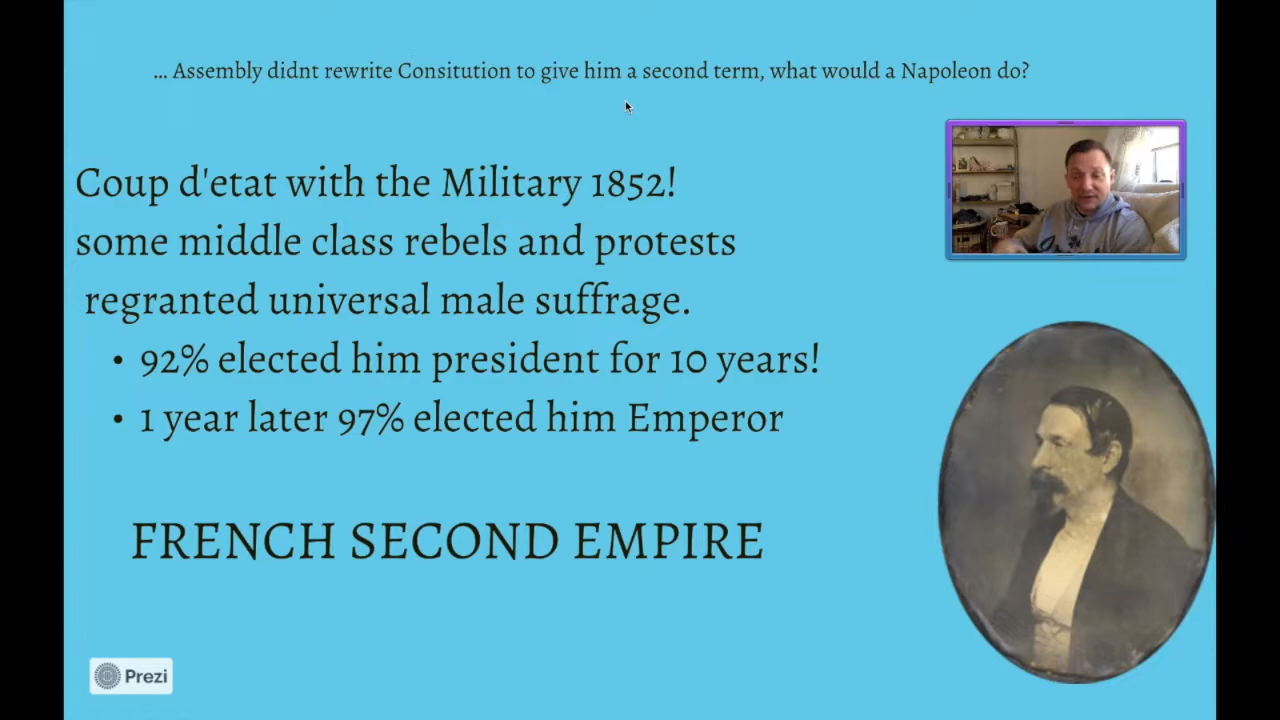 ... Assembly didnt rewrite Consitution to give him a second term, what would a Napoleon do?
Coup d'etat with the Military 1852!
some middle class rebels and protests
regranted universal male suffrage.
• 92% elected him president for 10 years!
• 1 year later 97% elected him Emperor
FRENCH SECOND EMPIRE
Prezi